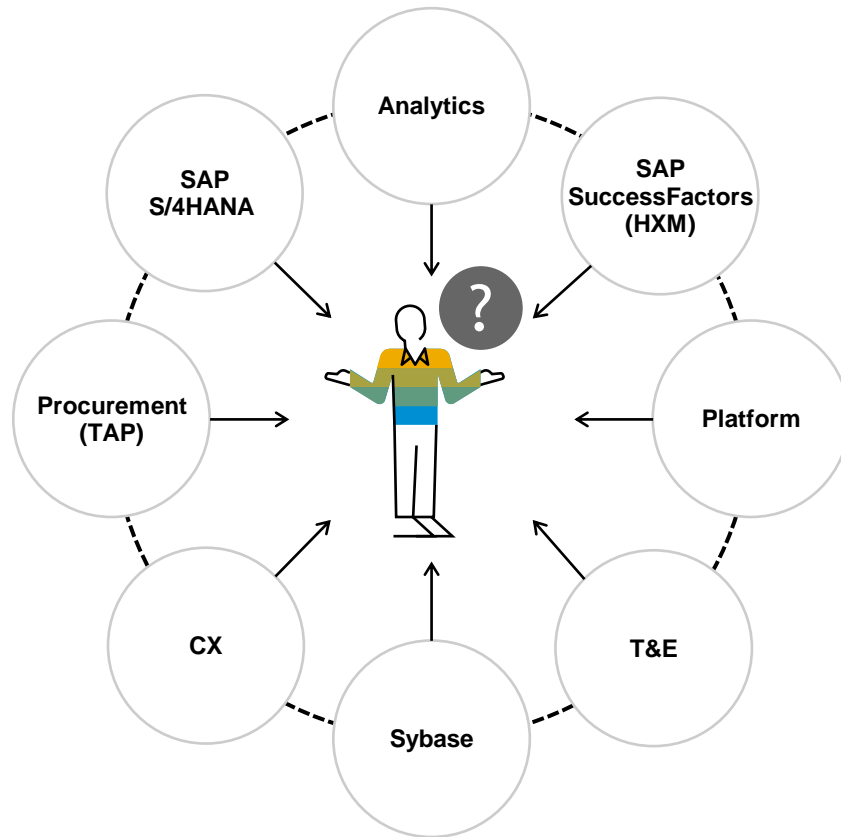 Analytics
SAP
S/4HANA
SAP
SuccessFactors
(HXM)
?
Procurement
(TAP)
Platform
CX
T&E
Sybase